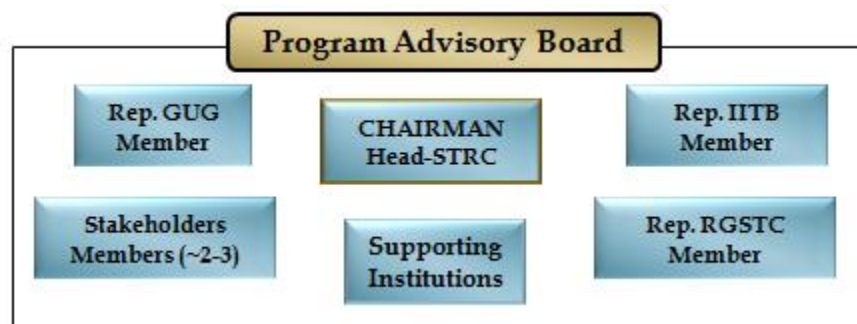 Program Advisory Board
Rep. GUG
Member
CHAIRMAN
Head-STRC
Rep. IITB
Member
Stakeholders
Members (~2-3)
Supporting
Institutions
Rep. RGSTC
Member